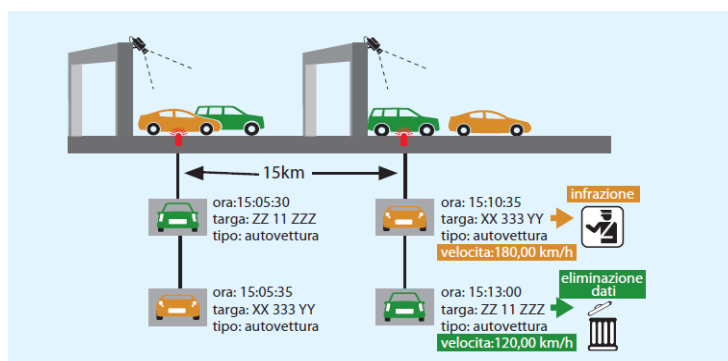 15km
ora:15:05:30
targa: ZZ 11 ZZZ
tipo: autovettura
ora: 15:10:35
targa: XX 333 YY
tipo: autovettura
velocita:180,00 km/h
infrazione
ora: 15:05:35
targa: XX 333 YY
tipo: autovettura
ora: 15:13:00
targa: ZZ 11 ZZZ
tipo: autovettura
velocita:120,00 km/h
eliminazione
dati